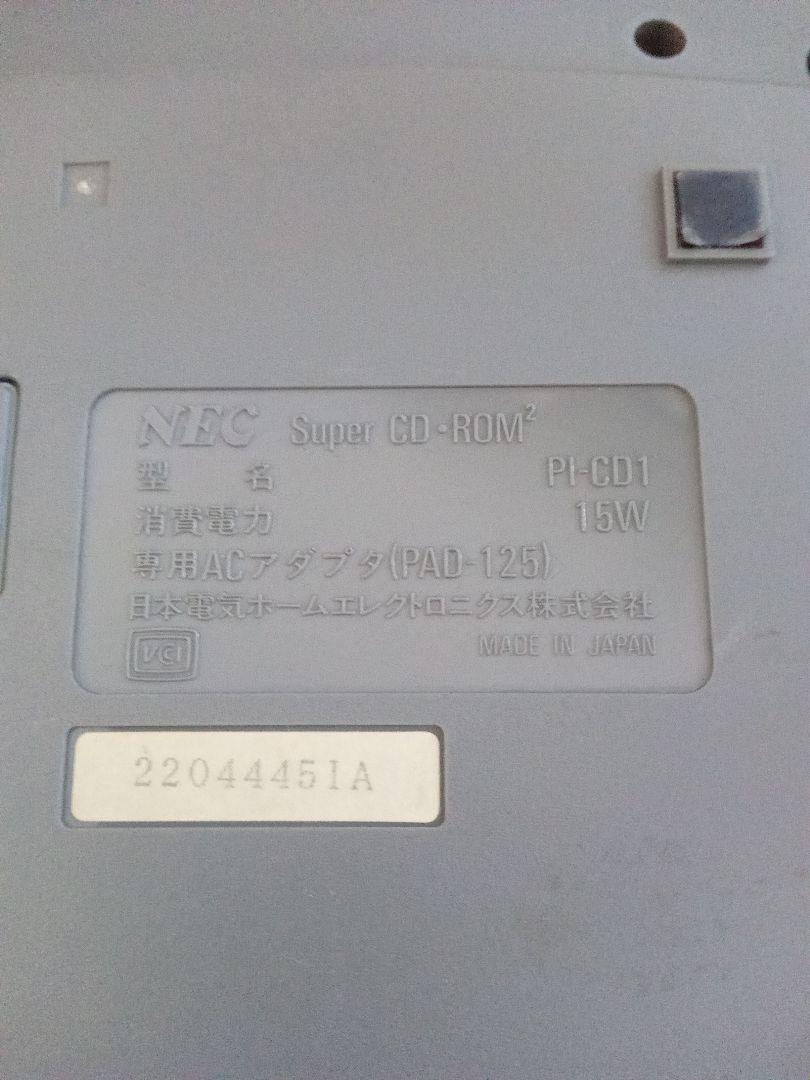 NEC Super CD・ROM²
型名 PI-CD1
消費電力 15W
専用ACアダプタ(PAD-125)
日本電気ホームエレクトロニクス株式会社
VCI MADE IN JAPAN
22044451A